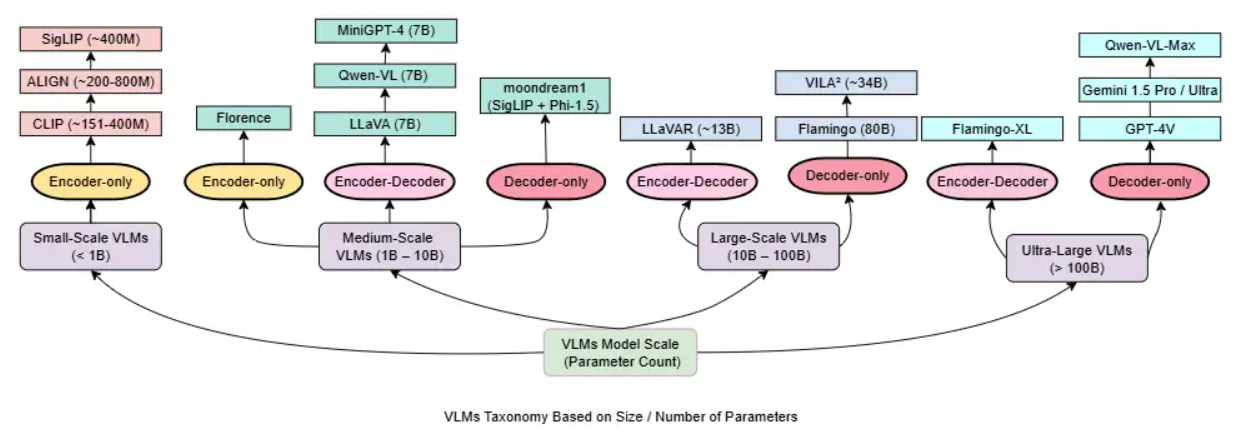 SigLIP (~400M)
ALIGN (~200-800M)
CLIP (~151-400M)
Encoder-only
Small-Scale VLMs
(< 1B)
Florence
Encoder-only
MiniGPT-4 (7B)
Qwen-VL (7B)
LLaVA (7B)
Encoder-Decoder
moondream1
(SigLIP + Phi-1.5)
Decoder-only
Medium-Scale
VLMs (1B – 10B)
LLaVAR (~13B)
Encoder-Decoder
VILA² (~34B)
Flamingo (80B)
Decoder-only
Large-Scale VLMs
(10B – 100B)
Flamingo-XL
Encoder-Decoder
Qwen-VL-Max
Gemini 1.5 Pro / Ultra
GPT-4V
Decoder-only
Ultra-Large VLMs
(> 100B)
VLMs Model Scale
(Parameter Count)
VLMs Taxonomy Based on Size / Number of Parameters